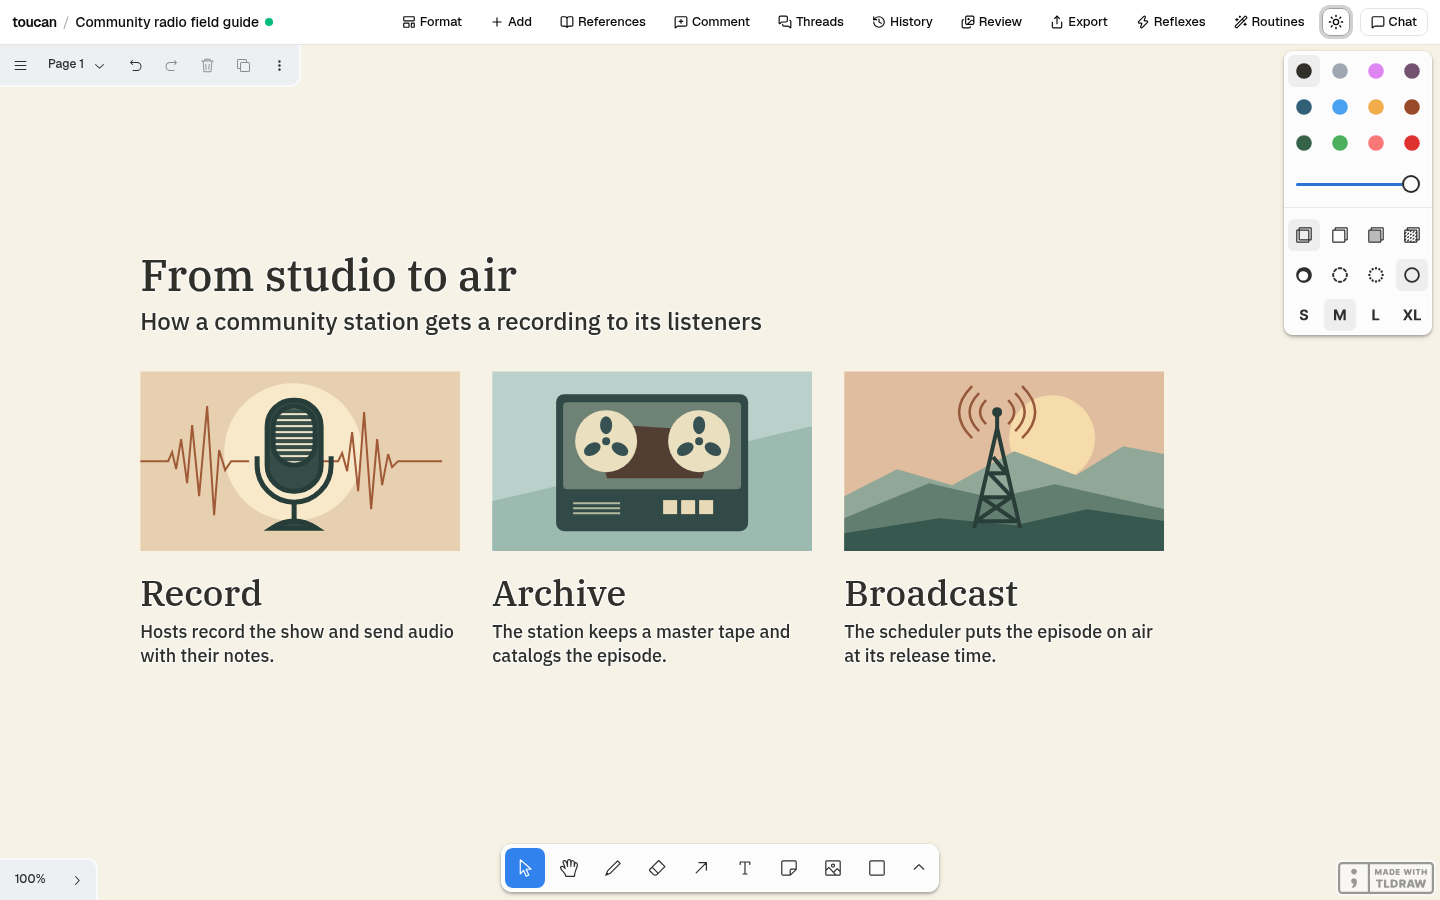 toucan / Community radio field guide
Format
Add
References
Comment
Threads
History
Review
Export
Reflexes
Routines
Chat
Page 1
From studio to air
How a community station gets a recording to its listeners
Record
Hosts record the show and send audio
with their notes.
Archive
The station keeps a master tape and
catalogs the episode.
Broadcast
The scheduler puts the episode on air
at its release time.
S M L XL
100%
MADE WITH
TLDRAW